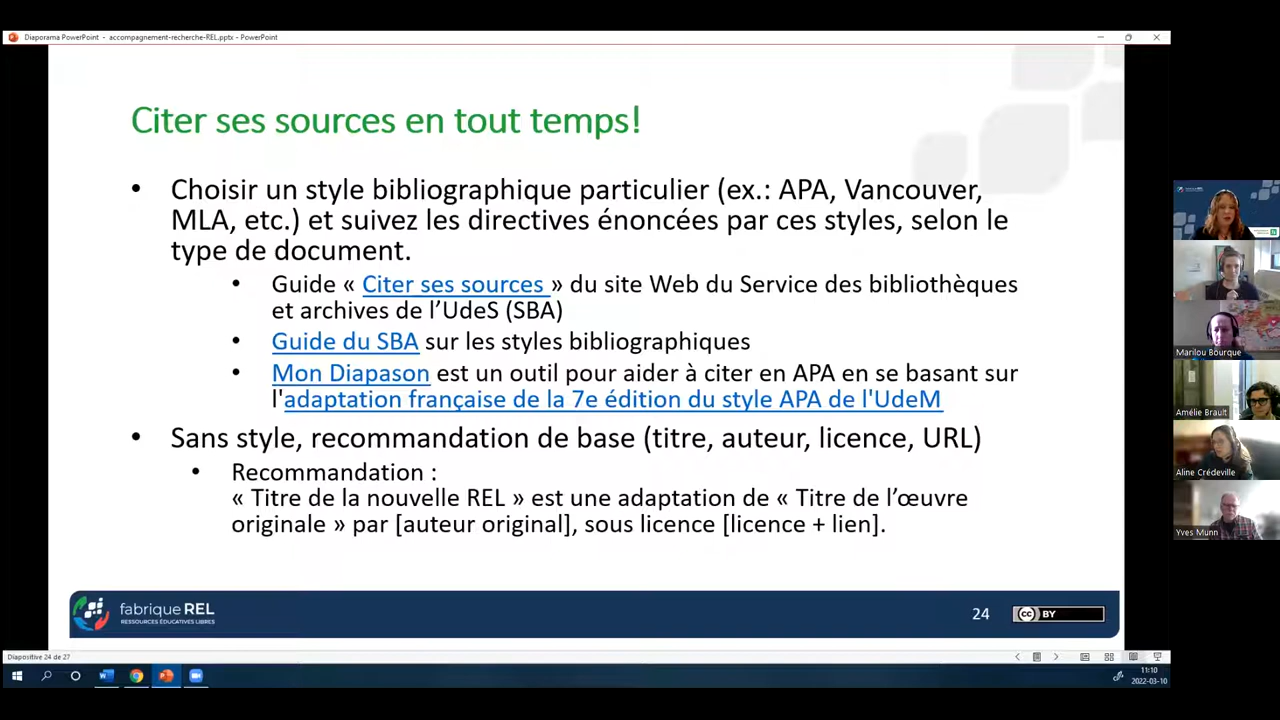 Diaporama PowerPoint - accompagnement-recherche-REL.pptx - PowerPoint
Citer ses sources en tout temps!
• Choisir un style bibliographique particulier (ex.: APA, Vancouver,
MLA, etc.) et suivez les directives énoncées par ces styles, selon le
type de document.
• Guide « Citer ses sources » du site Web du Service des bibliothèques
et archives de l’UdeS (SBA)
• Guide du SBA sur les styles bibliographiques
• Mon Diapason est un outil pour aider à citer en APA en se basant sur
l'adaptation française de la 7e édition du style APA de l'UdeM
• Sans style, recommandation de base (titre, auteur, licence, URL)
• Recommandation :
« Titre de la nouvelle REL » est une adaptation de « Titre de l’œuvre
originale » par [auteur original], sous licence [licence + lien].
fabrique REL
RESSOURCES ÉDUCATIVES LIBRES
24
cc BY
Marilou Bourque
Amélie Brault
Aline Crédeville
Yves Munn
Diapositive 24 de 27
11:10
2022-03-10